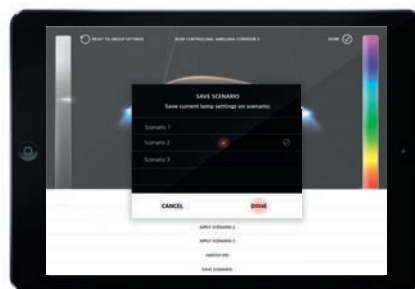 RESET TO GROUP SETTINGS
NOW CONTROLLING: AMELUNA CORRIDOR 2
DONE
SAVE SCENARIO
Save current lamp settings on scenario:
Scenario 1
Scenario 2
Scenario 3
CANCEL
DONE
APPLY SCENARIO 2
APPLY SCENARIO 3
SWITCH OFF
SAVE SCENARIO